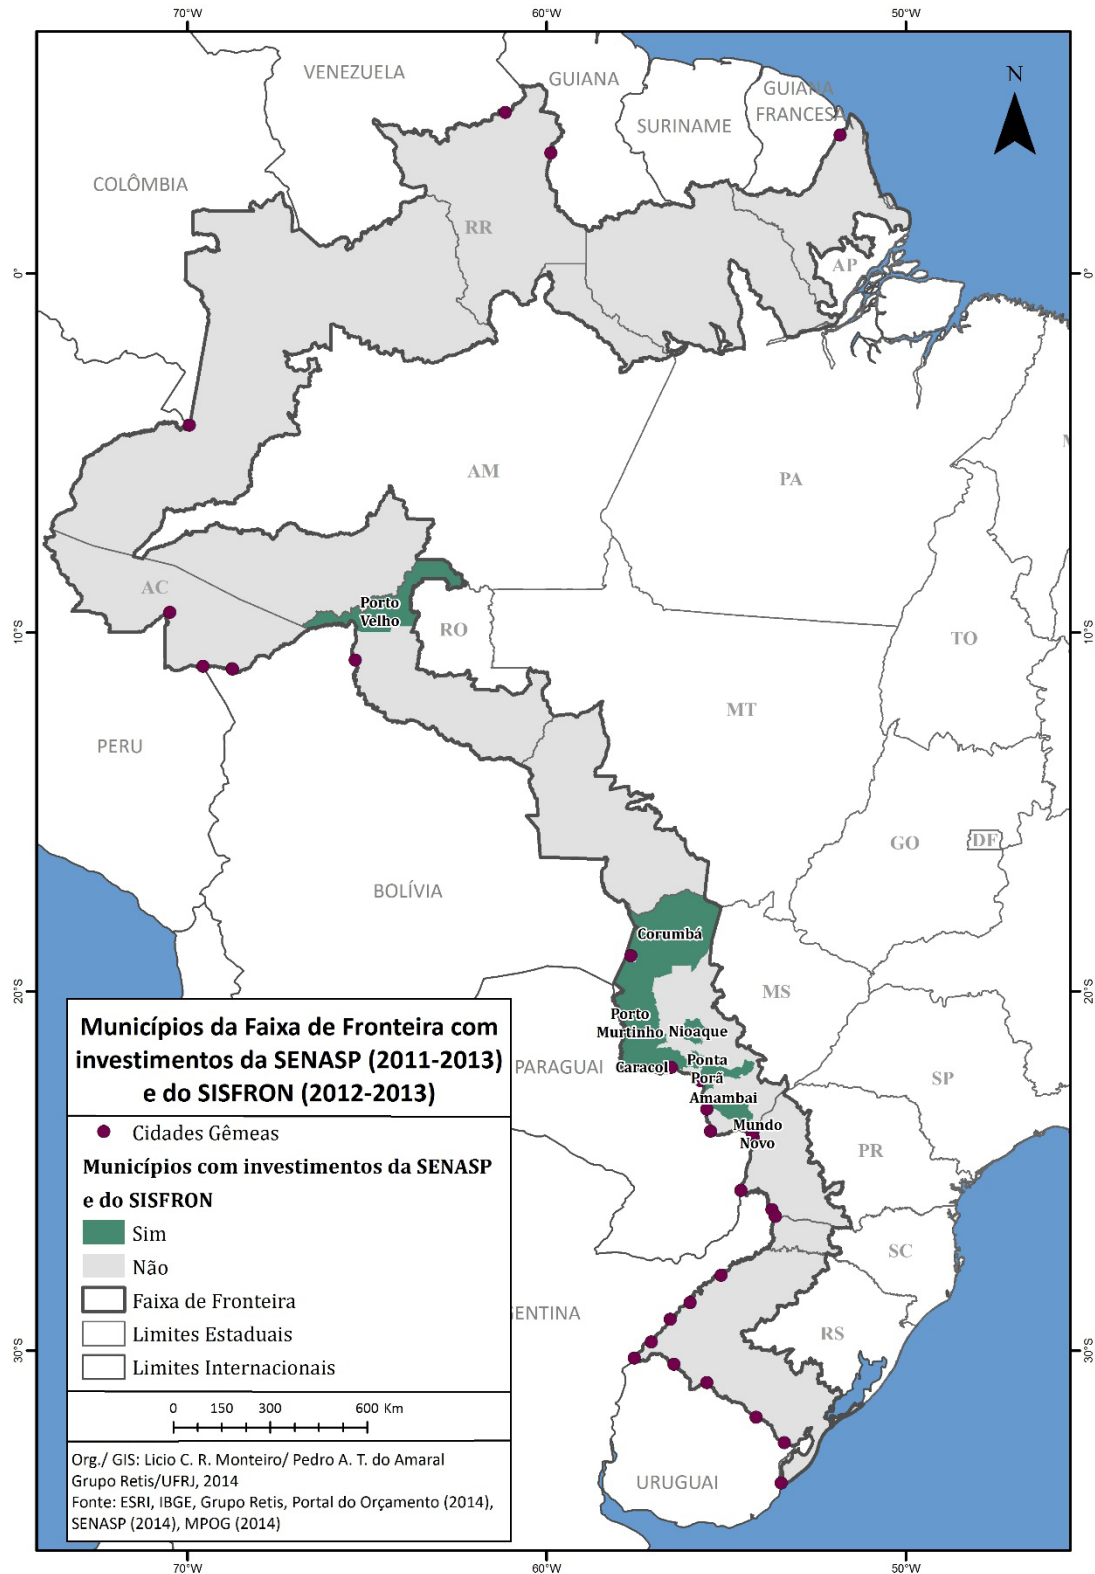 70°W
60°W
50°W
N
VENEZUELA
GUIANA
GUIANA
FRANCESA
SURINAME
COLÔMBIA
RR
AP
0°
0°
AM
PA
AC
Porto
Velho
RO
10°S
10°S
TO
MT
PERU
GO
DF
BOLÍVIA
Corumbá
MS
20°S
20°S
Porto
Murtinho
Nioaque
PARAGUAI
Caracol
Ponta
Porã
SP
Amambai
Mundo
Novo
PR
SC
ENTINA
RS
30°S
30°S
URUGUAI
Municípios da Faixa de Fronteira com
investimentos da SENASP (2011-2013)
e do SISFRON (2012-2013)
Cidades Gêmeas
Municípios com investimentos da SENASP
e do SISFRON
Sim
Não
Faixa de Fronteira
Limites Estaduais
Limites Internacionais
0 150 300 600 Km
Org./ GIS: Licio C. R. Monteiro/ Pedro A. T. do Amaral
Grupo Retis/UFRJ, 2014
Fonte: ESRI, IBGE, Grupo Retis, Portal do Orçamento (2014),
SENASP (2014), MPOG (2014)
70°W
60°W
50°W